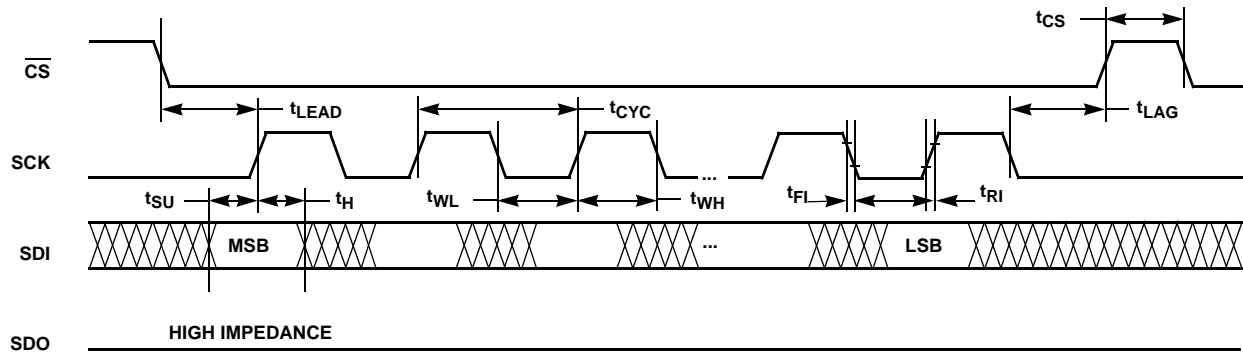 tCS
CS
tLEAD
tCYC
tLAG
SCK
...
tSU
tH
tWL
tWH
tFI
tRI
SDI
MSB
...
LSB
HIGH IMPEDANCE
SDO